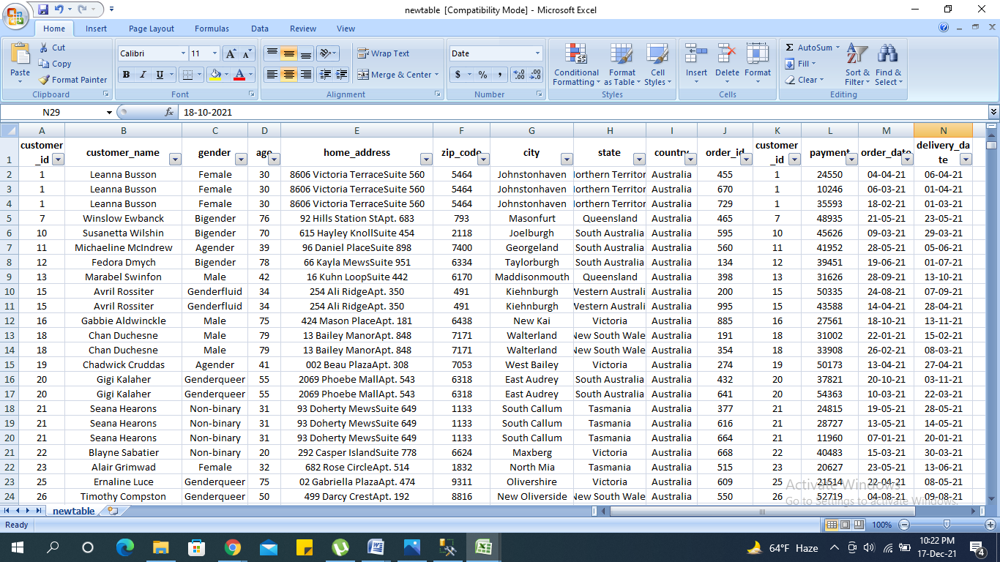 newtable [Compatibility Mode] - Microsoft Excel
Home Insert Page Layout Formulas Data Review View
Paste Cut Copy Format Painter Clipboard
Calibri 11 B I U Font
Wrap Text Merge & Center Alignment
Date $ % , Number
Conditional Formatting Format as Table Cell Styles Styles
Insert Delete Format Cells
Σ AutoSum Fill Clear Sort & Filter Find & Select Editing
N29 fx 18-10-2021
A B C D E F G H I J K L M N
1 customer_id customer_name gender age home_address zip_code city state country order_id customer_id payment order_date delivery_date
2 1 Leanna Busson Female 30 8606 Victoria TerraceSuite 560 5464 Johnstonhaven lorthern Territor Australia 455 1 24550 04-04-21 06-04-21
3 1 Leanna Busson Female 30 8606 Victoria TerraceSuite 560 5464 Johnstonhaven lorthern Territor Australia 670 1 10246 06-03-21 01-04-21
4 1 Leanna Busson Female 30 8606 Victoria TerraceSuite 560 5464 Johnstonhaven lorthern Territor Australia 729 1 35593 18-02-21 01-03-21
5 7 Winslow Ewbanck Bigender 76 92 Hills Station StApt. 683 793 Masonfurt Queensland Australia 465 7 48935 21-05-21 23-05-21
6 10 Susanetta Wilshin Bigender 70 615 Hayley KnollSuite 454 2118 Joelburgh South Australia Australia 595 10 45626 09-03-21 29-03-21
7 11 Michaeline McIndrew Agender 39 96 Daniel PlaceSuite 898 7400 Georgeland South Australia Australia 560 11 41952 28-05-21 05-06-21
8 12 Fedora Dmych Bigender 78 66 Kayla MewsSuite 951 6334 Taylorburgh South Australia Australia 134 12 39451 19-06-21 01-07-21
9 13 Marabel Swinfon Male 42 16 Kuhn LoopSuite 442 6170 Maddisonmouth Queensland Australia 398 13 31626 28-09-21 13-10-21
10 15 Avril Rossiter Genderfluid 34 254 Ali RidgeApt. 350 491 Kiehnburgh Vestern Australi Australia 200 15 50335 24-08-21 07-09-21
11 15 Avril Rossiter Genderfluid 34 254 Ali RidgeApt. 350 491 Kiehnburgh Vestern Australi Australia 995 15 43588 14-04-21 28-04-21
12 16 Gabbie Aldwinckle Male 75 424 Mason PlaceApt. 181 6438 New Kai Victoria Australia 885 16 27561 18-10-21 13-11-21
13 18 Chan Duchesne Male 79 13 Bailey ManorApt. 848 7171 Walterland New South Wale Australia 191 18 31002 22-01-21 15-02-21
14 18 Chan Duchesne Male 79 13 Bailey ManorApt. 848 7171 Walterland New South Wale Australia 354 18 33908 26-02-21 08-03-21
15 19 Chadwick Cruddas Agender 41 002 Beau PlazaApt. 308 7053 West Bailey Victoria Australia 274 19 50173 13-04-21 27-04-21
16 20 Gigi Kalaher Genderqueer 55 2069 Phoebe MallApt. 543 6318 East Audrey South Australia Australia 432 20 37821 20-10-21 03-11-21
17 20 Gigi Kalaher Genderqueer 55 2069 Phoebe MallApt. 543 6318 East Audrey South Australia Australia 641 20 54363 10-03-21 22-03-21
18 21 Seana Hearons Non-binary 31 93 Doherty MewsSuite 649 1133 South Callum Tasmania Australia 377 21 24815 19-05-21 28-05-21
19 21 Seana Hearons Non-binary 31 93 Doherty MewsSuite 649 1133 South Callum Tasmania Australia 616 21 28727 13-05-21 14-05-21
20 21 Seana Hearons Non-binary 31 93 Doherty MewsSuite 649 1133 South Callum Tasmania Australia 664 21 11960 07-01-21 20-01-21
21 22 Blayne Sabatier Non-binary 20 292 Casper IslandSuite 778 6624 Maxberg Victoria Australia 668 22 40483 15-03-21 30-03-21
22 23 Alair Grimwad Female 32 682 Rose CircleApt. 514 1832 North Mia Tasmania Australia 515 23 20627 23-05-21 13-06-21
23 25 Ernaline Luce Genderqueer 75 02 Gabriella PlazaApt. 474 9311 Olivershire Victoria Australia 609 25 21514 22-04-21 08-05-21
24 26 Timothy Compston Genderqueer 50 499 Darcy CrestApt. 192 8816 New Oliverside New South Wale Australia 550 26 52719 04-08-21 09-08-21
Activate Windows
Go to Settings to activate Windows.
newtable
Ready 100%
64°F Haze 10:22 PM
17-Dec-21 4